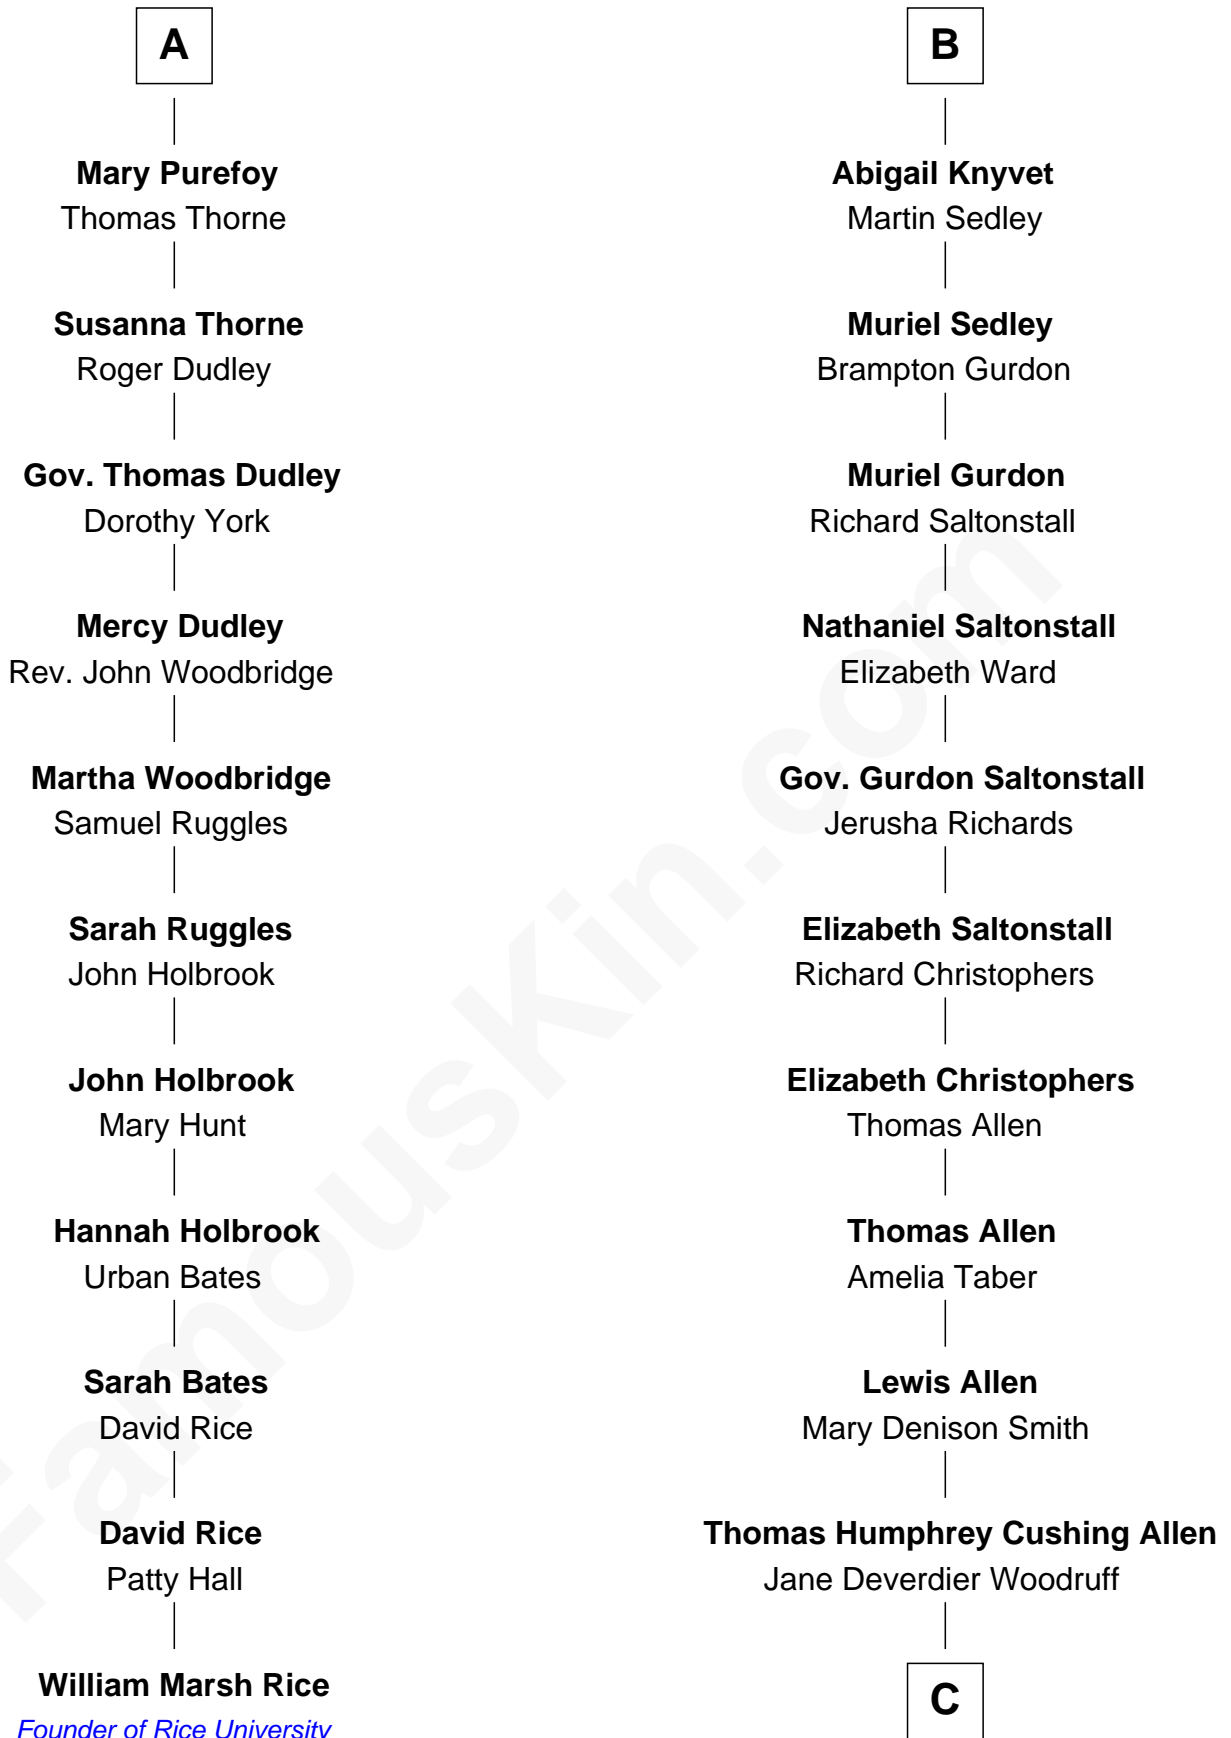 A
Mary Purefoy
Thomas Thorne
Susanna Thorne
Roger Dudley
Gov. Thomas Dudley
Dorothy York
Mercy Dudley
Rev. John Woodbridge
Martha Woodbridge
Samuel Ruggles
Sarah Ruggles
John Holbrook
John Holbrook
Mary Hunt
Hannah Holbrook
Urban Bates
Sarah Bates
David Rice
David Rice
Patty Hall
William Marsh Rice
Founder of Rice University
B
Abigail Knyvet
Martin Sedley
Muriel Sedley
Brampton Gurdon
Muriel Gurdon
Richard Saltonstall
Nathaniel Saltonstall
Elizabeth Ward
Gov. Gurdon Saltonstall
Jerusha Richards
Elizabeth Saltonstall
Richard Christophers
Elizabeth Christophers
Thomas Allen
Thomas Allen
Amelia Taber
Lewis Allen
Mary Denison Smith
Thomas Humphrey Cushing Allen
Jane Deverdier Woodruff
C
FamousKin.com